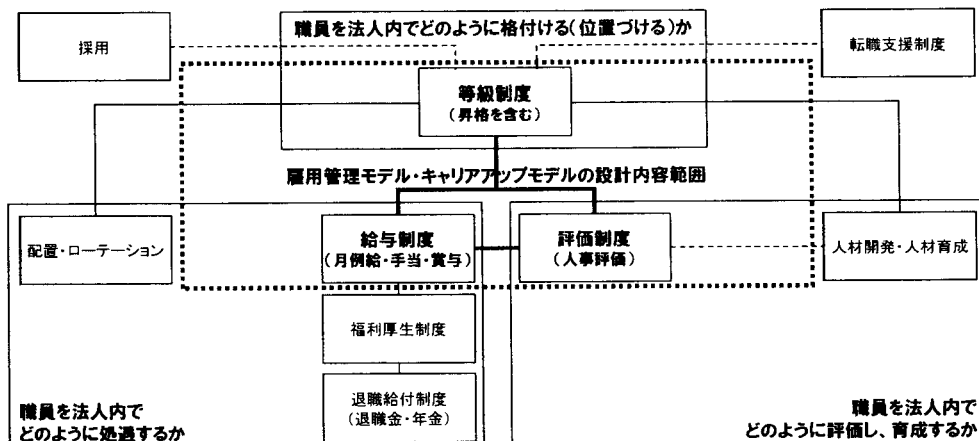 職員を法人内でどのように格付ける(位置づける)か
採用
転職支援制度
等級制度
(昇格を含む)
雇用管理モデル・キャリアアップモデルの設計内容範囲
配置・ローテーション
給与制度
(月例給・手当・賞与)
評価制度
(人事評価)
人材開発・人材育成
福利厚生制度
退職給付制度
(退職金・年金)
職員を法人内で
どのように処遇するか
職員を法人内で
どのように評価し、育成するか